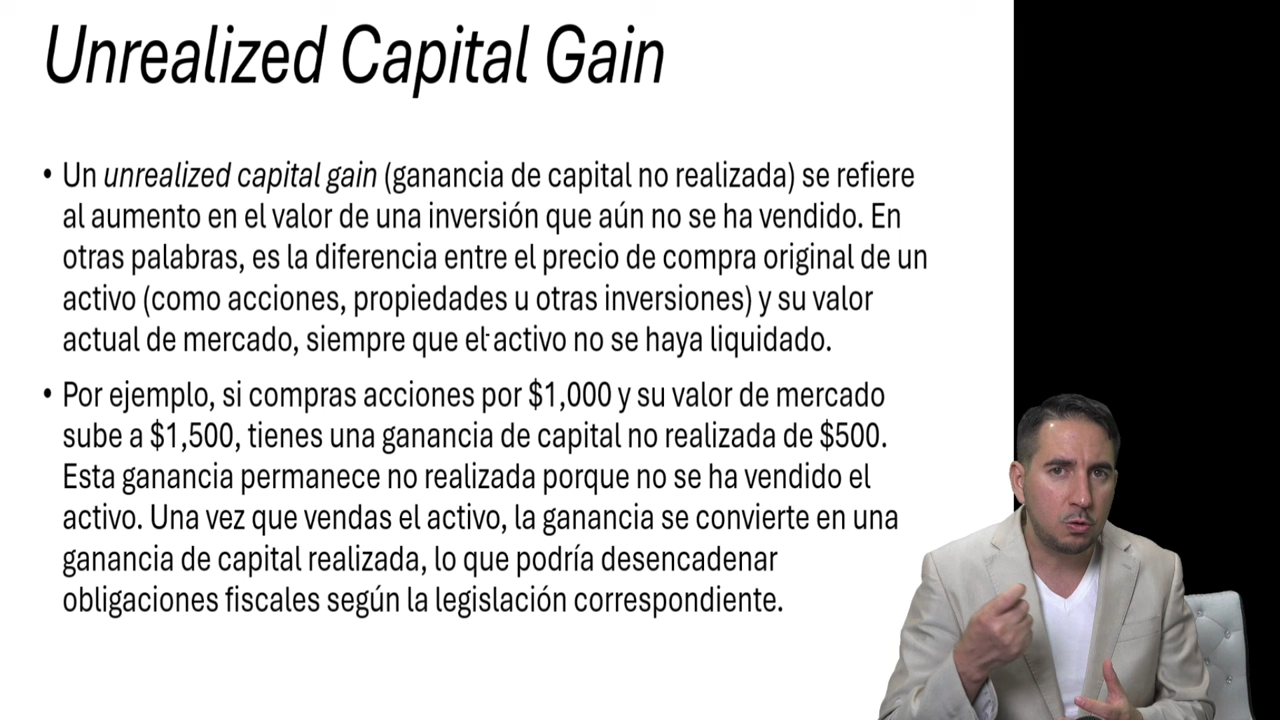 Unrealized Capital Gain
• Un unrealized capital gain (ganancia de capital no realizada) se refiere
al aumento en el valor de una inversión que aún no se ha vendido. En
otras palabras, es la diferencia entre el precio de compra original de un
activo (como acciones, propiedades u otras inversiones) y su valor
actual de mercado, siempre que el activo no se haya liquidado.
• Por ejemplo, si compras acciones por $1,000 y su valor de mercado
sube a $1,500, tienes una ganancia de capital no realizada de $500.
Esta ganancia permanece no realizada porque no se ha vendido el
activo. Una vez que vendas el activo, la ganancia se convierte en una
ganancia de capital realizada, lo que podría desencadenar
obligaciones fiscales según la legislación correspondiente.